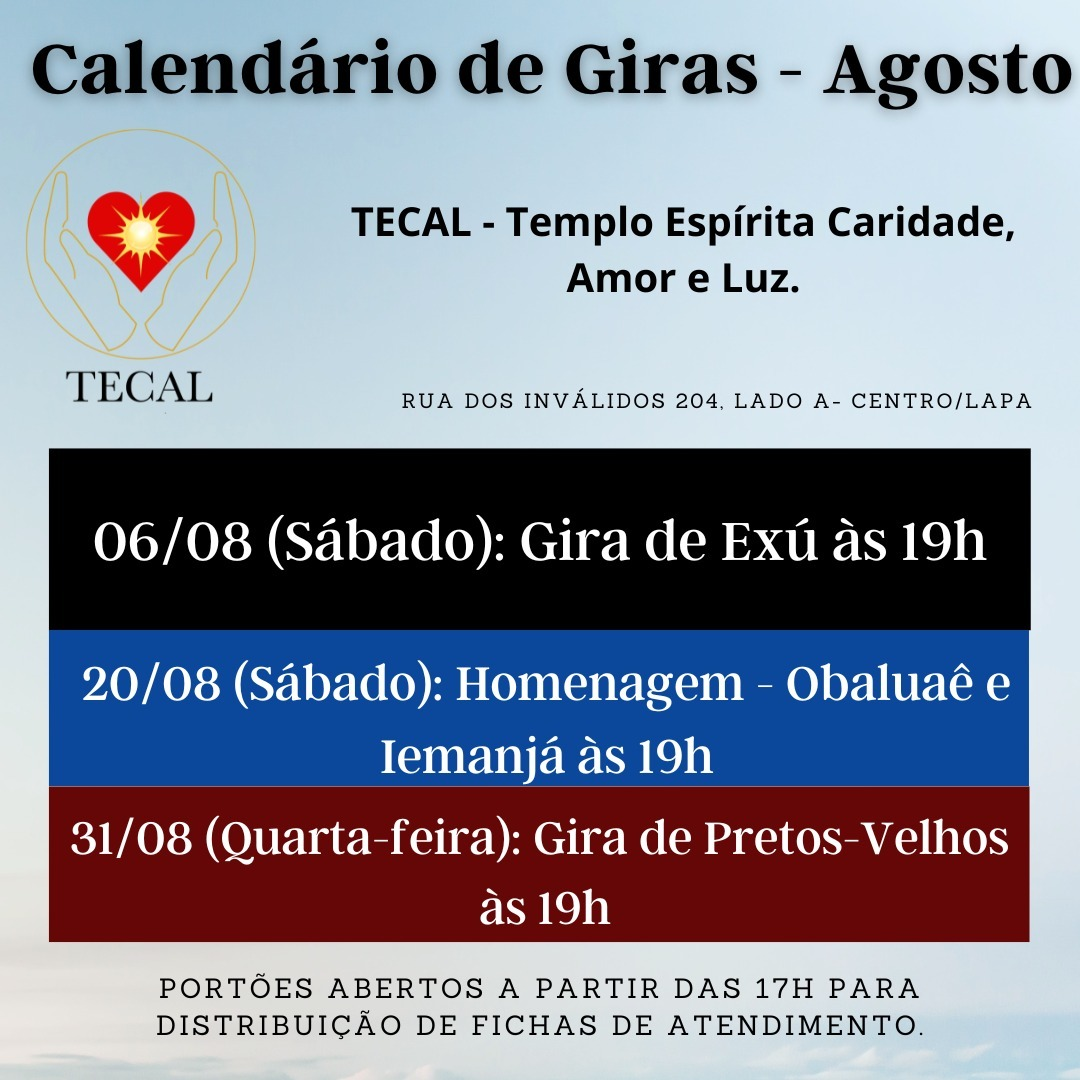 Calendário de Giras - Agosto
TECAL - Templo Espírita Caridade,
Amor e Luz.
TECAL
RUA DOS INVÁLIDOS 204, LADO A- CENTRO/LAPA
06/08 (Sábado): Gira de Exú às 19h
20/08 (Sábado): Homenagem - Obaluaê e
Iemanjá às 19h
31/08 (Quarta-feira): Gira de Pretos-Velhos
às 19h
PORTÕES ABERTOS A PARTIR DAS 17H PARA
DISTRIBUIÇÃO DE FICHAS DE ATENDIMENTO.